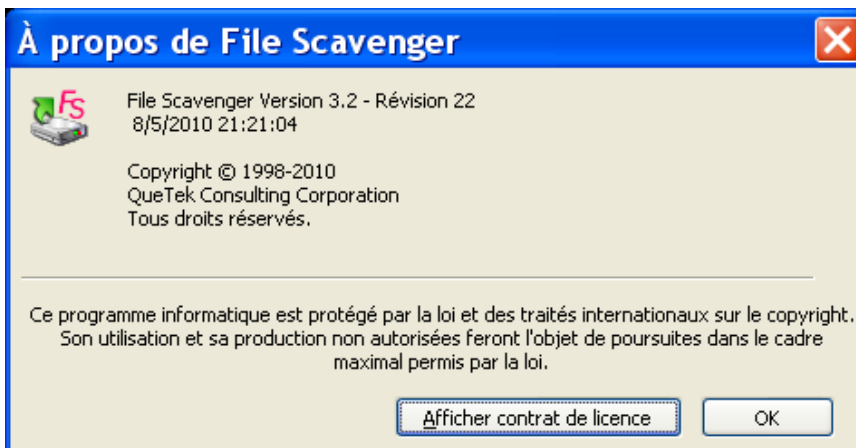 À propos de File Scavenger
FS
File Scavenger Version 3.2 - Révision 22
8/5/2010 21:21:04
Copyright © 1998-2010
QueTek Consulting Corporation
Tous droits réservés.
Ce programme informatique est protégé par la loi et des traités internationaux sur le copyright.
Son utilisation et sa production non autorisées feront l'objet de poursuites dans le cadre
maximal permis par la loi.
Afficher contrat de licence
OK